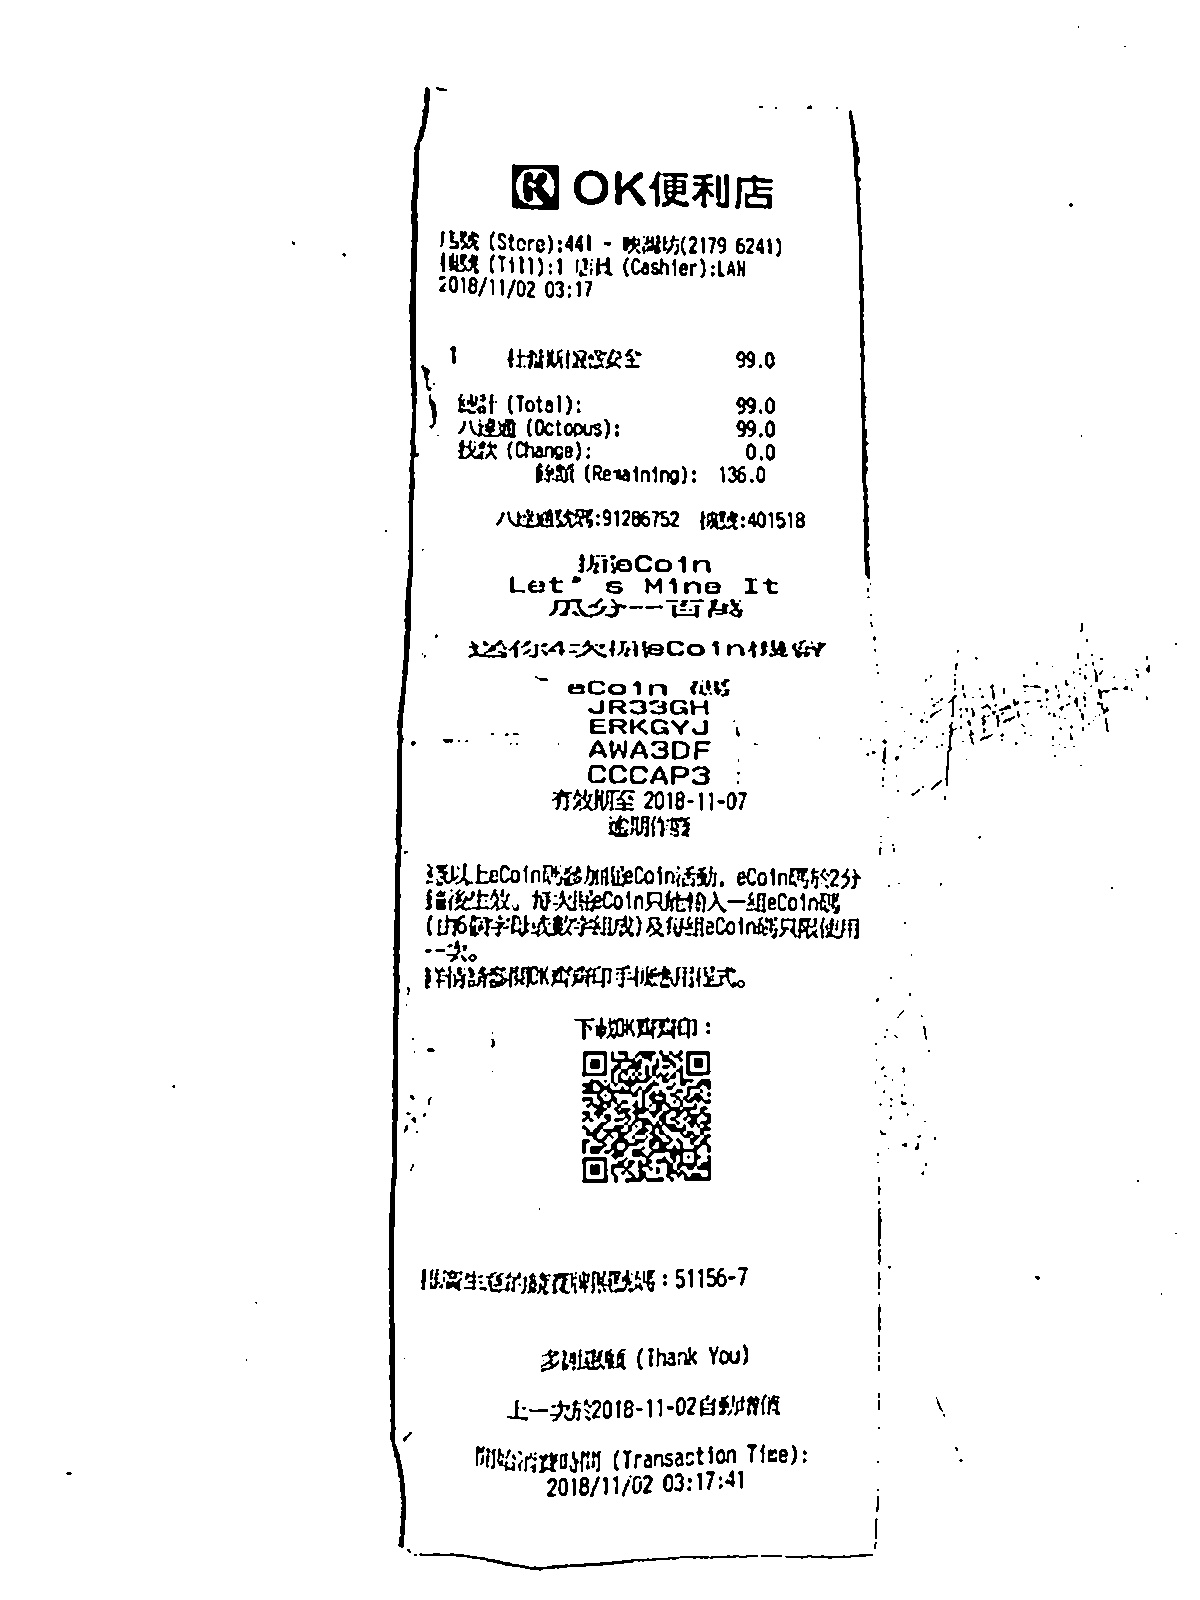 OK便利店
店號 (Store):441 - 映灣坊(2179 6241)
機號 (Till):1 店員 (Cashier):LAN
2018/11/02 03:17
1 杜蕾斯 安全 99.0
總計 (Total): 99.0
八達通 (Octopus): 99.0
找款 (Change): 0.0
餘額 (Remaining): 136.0
八達通號碼:91286752 機號:401518
掘eCoin
Let's Mine It
瓜分一百萬
送你4次掘eCoin機會
eCoin 碼
JR33GH
ERKGYJ
AWA3DF
CCCAP3
有效期至 2018-11-07
逾期作廢
以上eCoin碼參加掘eCoin活動, eCoin碼於2分
鐘後生效。每次掘eCoin只能輸入一組eCoin碼
(由6個字母或數字組成)及每組eCoin碼只限使用
一次。
詳情請參閱OK齊齊印手機應用程式。
下載OK齊齊印:
牌照號碼:51156-7
多謝惠顧 (Thank You)
上一次於2018-11-02自動增值
開始消費時間 (Transaction Time):
2018/11/02 03:17:41